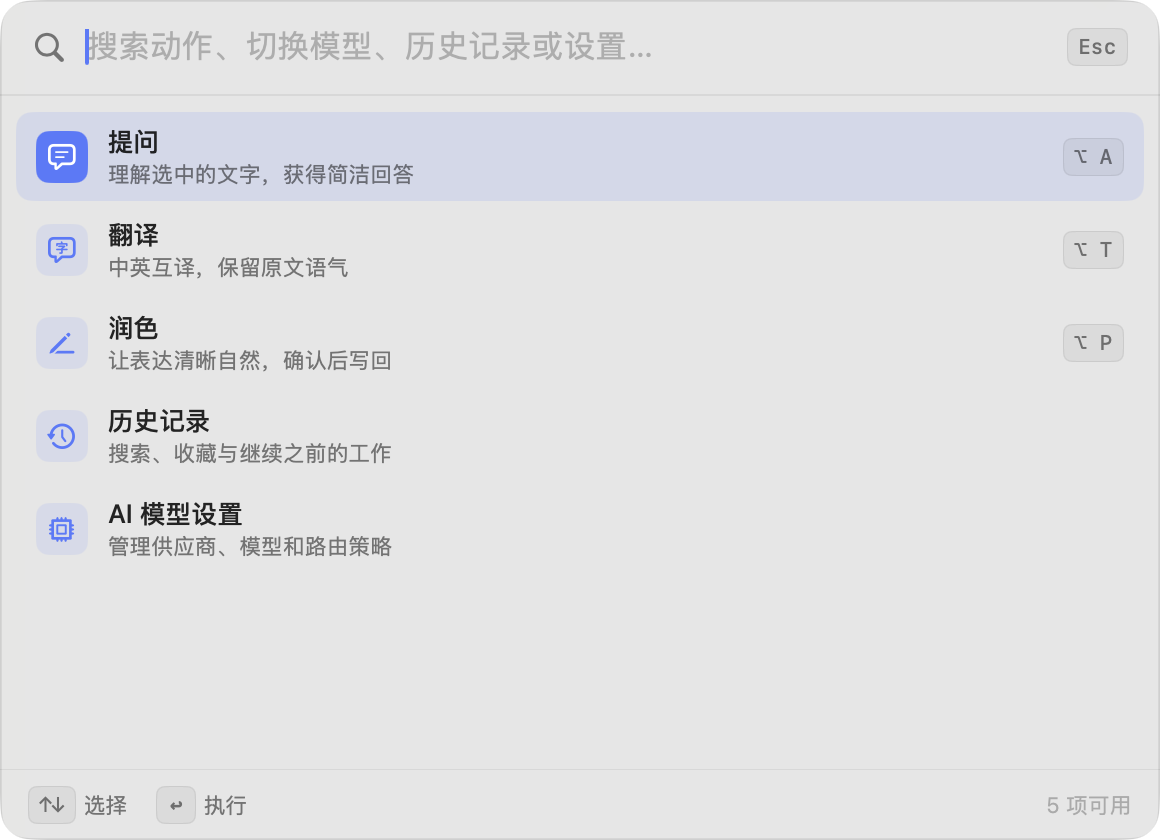 搜索动作、切换模型、历史记录或设置...
Esc
提问
理解选中的文字，获得简洁回答
⌥ A
字
翻译
中英互译，保留原文语气
⌥ T
润色
让表达清晰自然，确认后写回
⌥ P
历史记录
搜索、收藏与继续之前的工作
AI 模型设置
管理供应商、模型和路由策略
↑↓ 选择 ↩ 执行 5 项可用